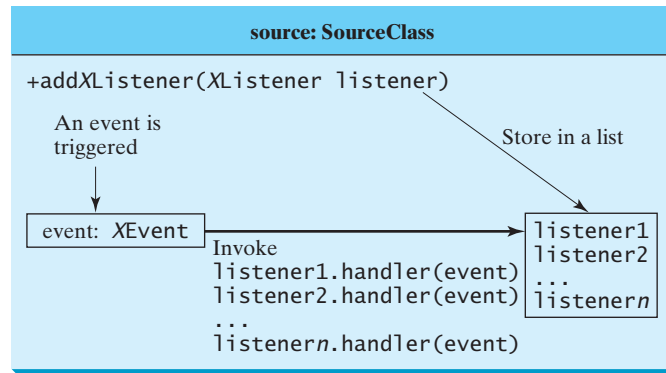 source: SourceClass
+addXListener(XListener listener)
An event is
triggered
Store in a list
event: XEvent
Invoke
listener1.handler(event)
listener2.handler(event)
...
listenern.handler(event)
listener1
listener2
...
listenern